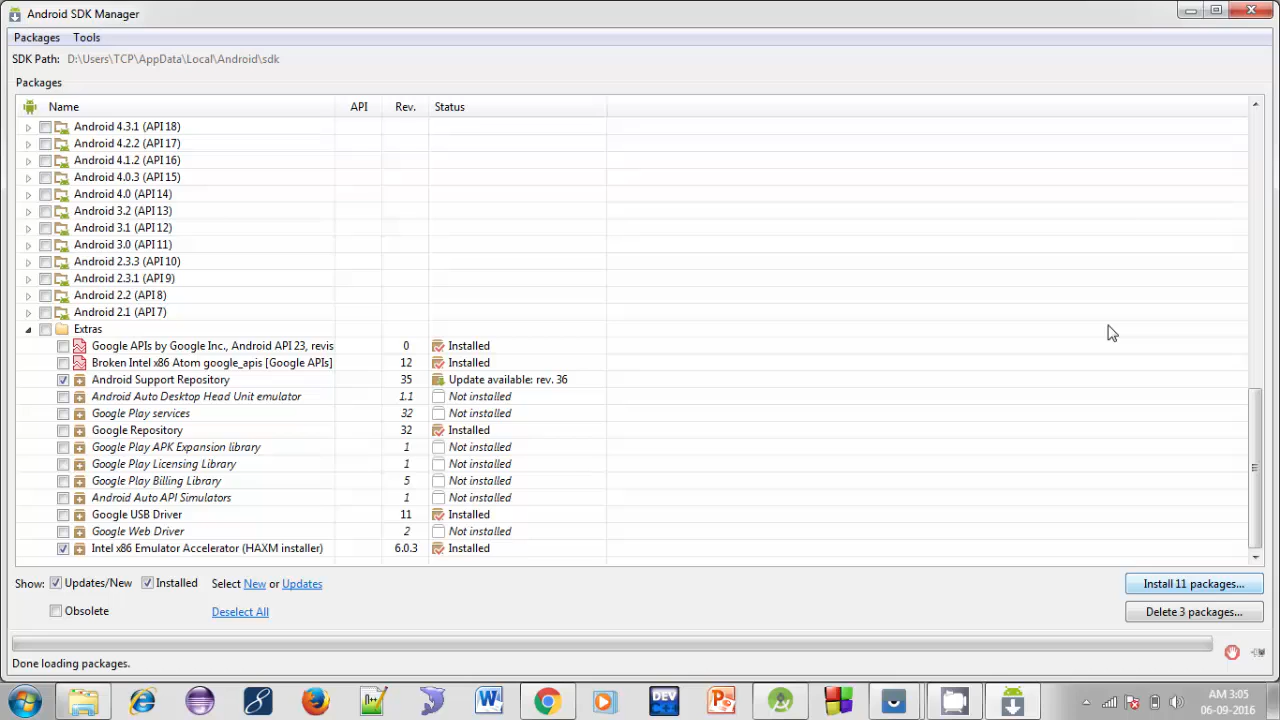 Android SDK Manager
Packages Tools
SDK Path: D:\Users\TCP\AppData\Local\Android\sdk
Packages
Name API Rev. Status
Android 4.3.1 (API 18)
Android 4.2.2 (API 17)
Android 4.1.2 (API 16)
Android 4.0.3 (API 15)
Android 4.0 (API 14)
Android 3.2 (API 13)
Android 3.1 (API 12)
Android 3.0 (API 11)
Android 2.3.3 (API 10)
Android 2.3.1 (API 9)
Android 2.2 (API 8)
Android 2.1 (API 7)
Extras
Google APIs by Google Inc., Android API 23, revis 0 Installed
Broken Intel x86 Atom google_apis [Google APIs] 12 Installed
Android Support Repository 35 Update available: rev. 36
Android Auto Desktop Head Unit emulator 1.1 Not installed
Google Play services 32 Not installed
Google Repository 32 Installed
Google Play APK Expansion library 1 Not installed
Google Play Licensing Library 1 Not installed
Google Play Billing Library 5 Not installed
Android Auto API Simulators 1 Not installed
Google USB Driver 11 Installed
Google Web Driver 2 Not installed
Intel x86 Emulator Accelerator (HAXM installer) 6.0.3 Installed
Show: Updates/New Installed Select New or Updates Install 11 packages...
Obsolete Deselect All Delete 3 packages...
Done loading packages.
DEV C++
AM 3:05
06-09-2016